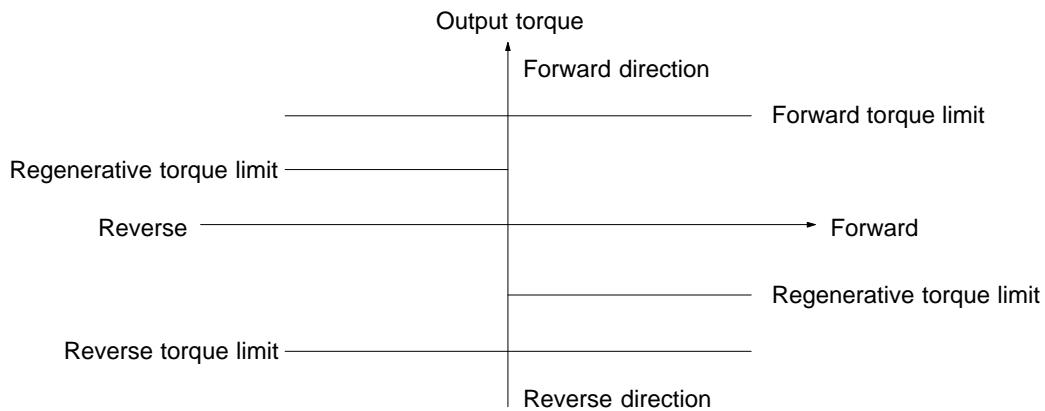 Output torque
Forward direction
Forward torque limit
Regenerative torque limit
Reverse
Forward
Regenerative torque limit
Reverse torque limit
Reverse direction